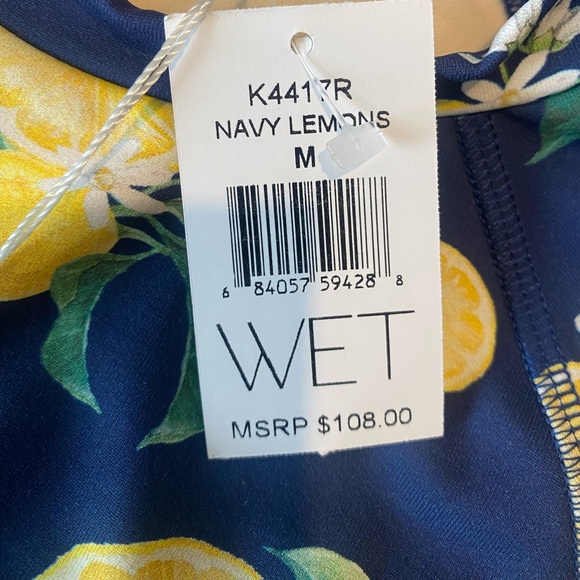 K4417R
NAVY LEMONS
M
6 84057 59428 8
WET
MSRP $108.00